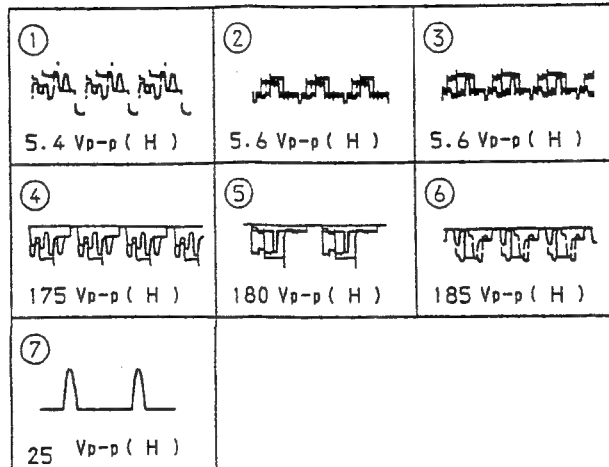 ① ② ③
5.4 Vp-p ( H ) 5.6 Vp-p ( H ) 5.6 Vp-p ( H )
④ ⑤ ⑥
175 Vp-p ( H ) 180 Vp-p ( H ) 185 Vp-p ( H )
⑦
25 Vp-p ( H )